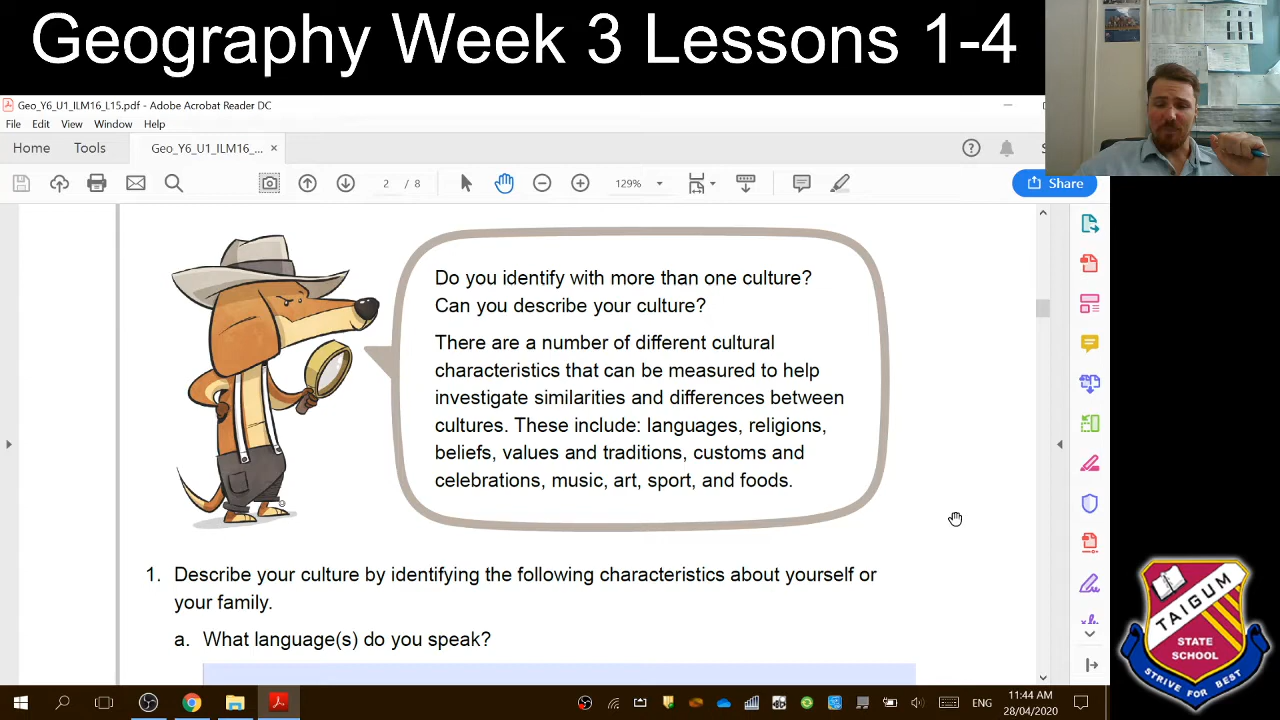 Geography Week 3 Lessons 1-4
Geo_Y6_U1_ILM16_L15.pdf - Adobe Acrobat Reader DC
File Edit View Window Help
Home Tools Geo_Y6_U1_ILM16_... ×
2 / 8 129% Share
Do you identify with more than one culture?
Can you describe your culture?
There are a number of different cultural
characteristics that can be measured to help
investigate similarities and differences between
cultures. These include: languages, religions,
beliefs, values and traditions, customs and
celebrations, music, art, sport, and foods.
1. Describe your culture by identifying the following characteristics about yourself or
your family.
a. What language(s) do you speak?
TAIGUM
STATE
SCHOOL
STRIVE FOR BEST
ENG
11:44 AM
28/04/2020